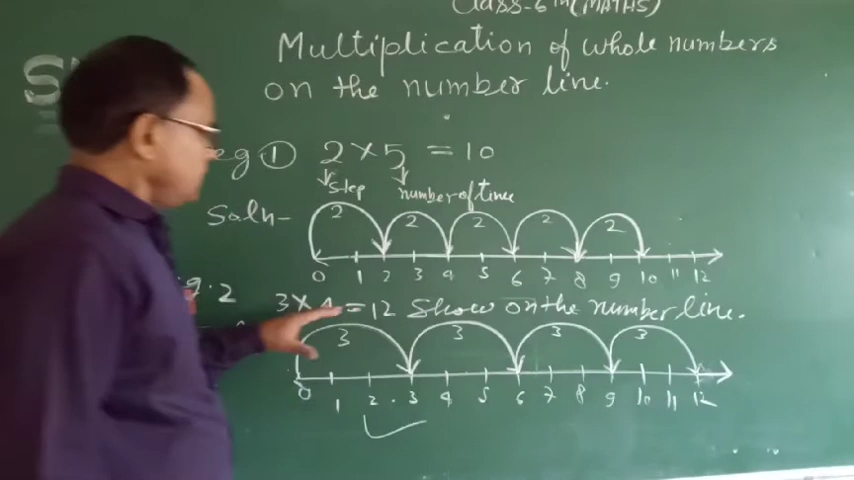 Class-6th (MATHS)
Multiplication of whole numbers
on the number line.
eg ① 2 × 5 = 10
Step number of times
Soln-
2 2 2 2 2
0 1 2 3 4 5 6 7 8 9 10 11 12
g. 2
3 × 4 = 12 Show on the number line.
3 3 3 3
0 1 2 3 4 5 6 7 8 9 10 11 12